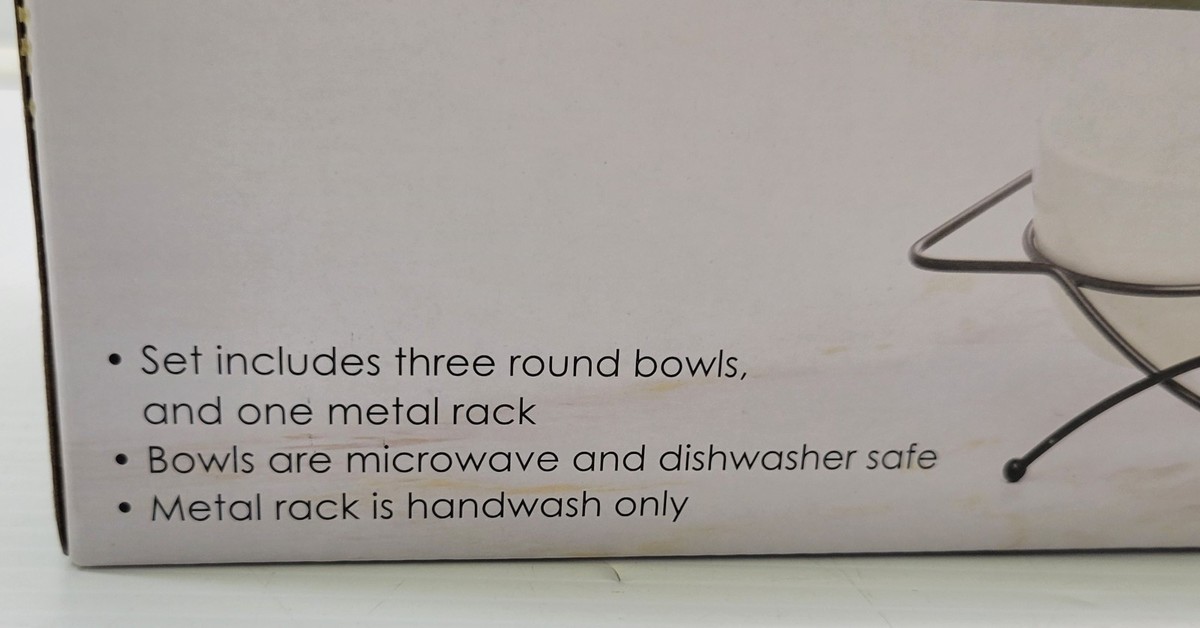 • Set includes three round bowls,
and one metal rack
• Bowls are microwave and dishwasher safe
• Metal rack is handwash only